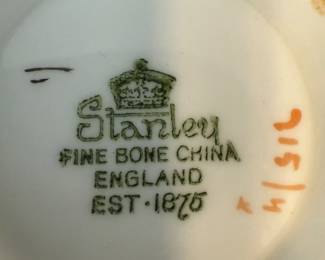 Stanley
FINE BONE CHINA
ENGLAND
EST · 1875